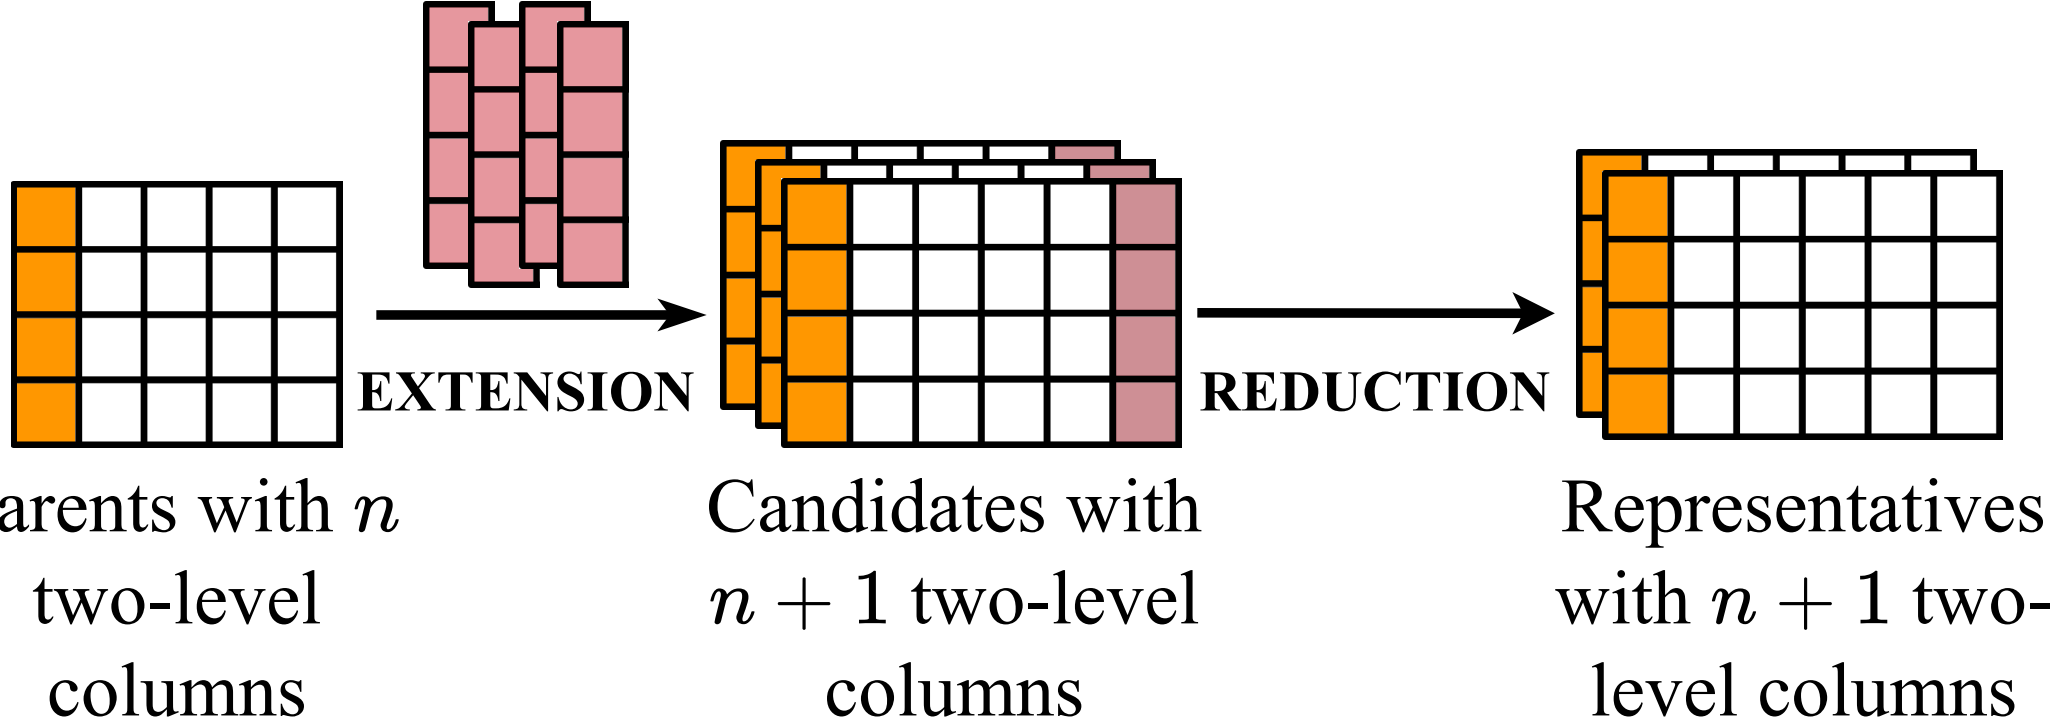 EXTENSION
REDUCTION
arents with n
two-level
columns
Candidates with
n + 1 two-level
columns
Representatives
with n + 1 two-
level columns